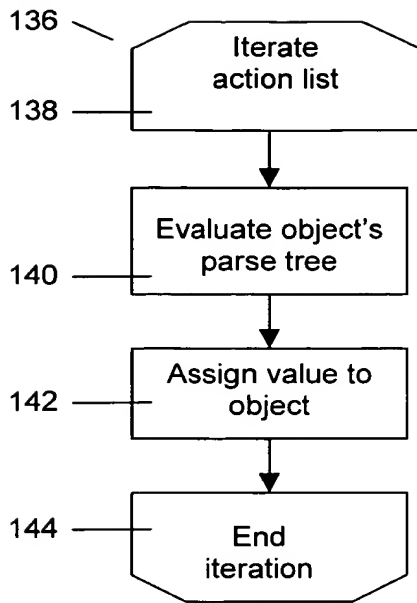 136
Iterate
action list
138
Evaluate object's
parse tree
140
Assign value to
object
142
End
iteration
144